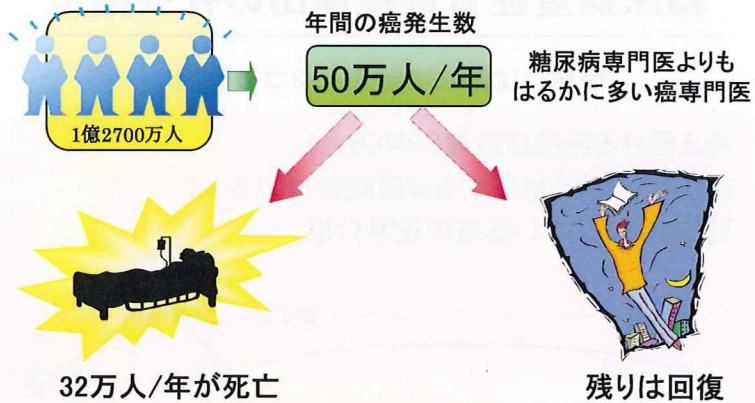 年間の癌発生数
1億2700万人
50万人/年
糖尿病専門医よりも
はるかに多い癌専門医
32万人/年が死亡
残りは回復